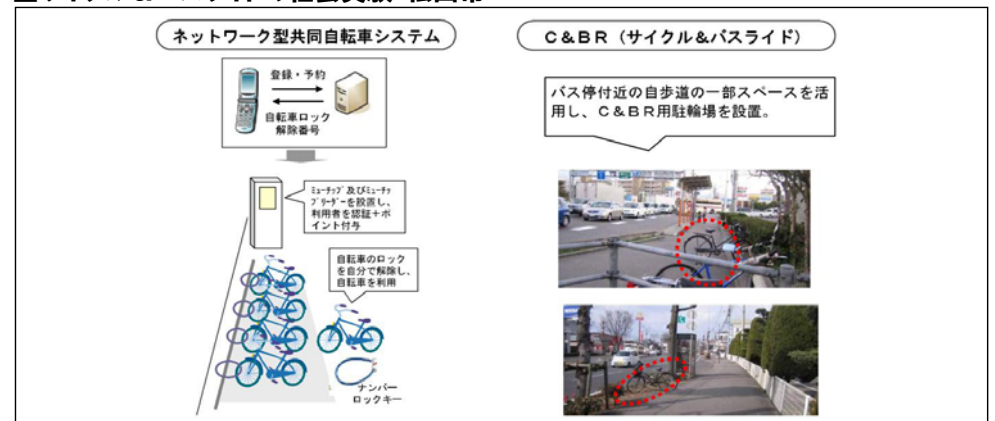 ネットワーク型共同自転車システム
登録・予約
自転車ロック
解除番号
ﾐｭｰﾁｯﾌﾟ及びﾐｭｰﾁｯ
ﾌﾟﾘｰﾀﾞｰを設置し、
利用者を認証＋ポ
イント付与
自転車のロック
を自分で解除し、
自転車を利用
ナンバー
ロックキー
Ｃ＆ＢＲ（サイクル＆バスライド）
バス停付近の自歩道の一部スペースを活
用し、Ｃ＆ＢＲ用駐輪場を設置。